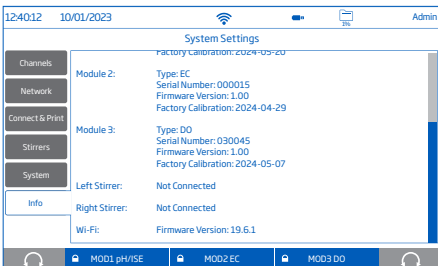 12:40:12 10/01/2023 1% Admin
System Settings
Factory Calibration: 2024-05-20
Channels
Module 2: Type: EC
Serial Number: 000015
Network
Firmware Version: 1.00
Factory Calibration: 2024-04-29
Connect & Print
Module 3: Type: DO
Serial Number: 030045
Stirrers
Firmware Version: 1.00
Factory Calibration: 2024-05-07
System
Left Stirrer: Not Connected
Info
Right Stirrer: Not Connected
Wi-Fi: Firmware Version: 19.6.1
MOD1 pH/ISE MOD2 EC MOD3 DO